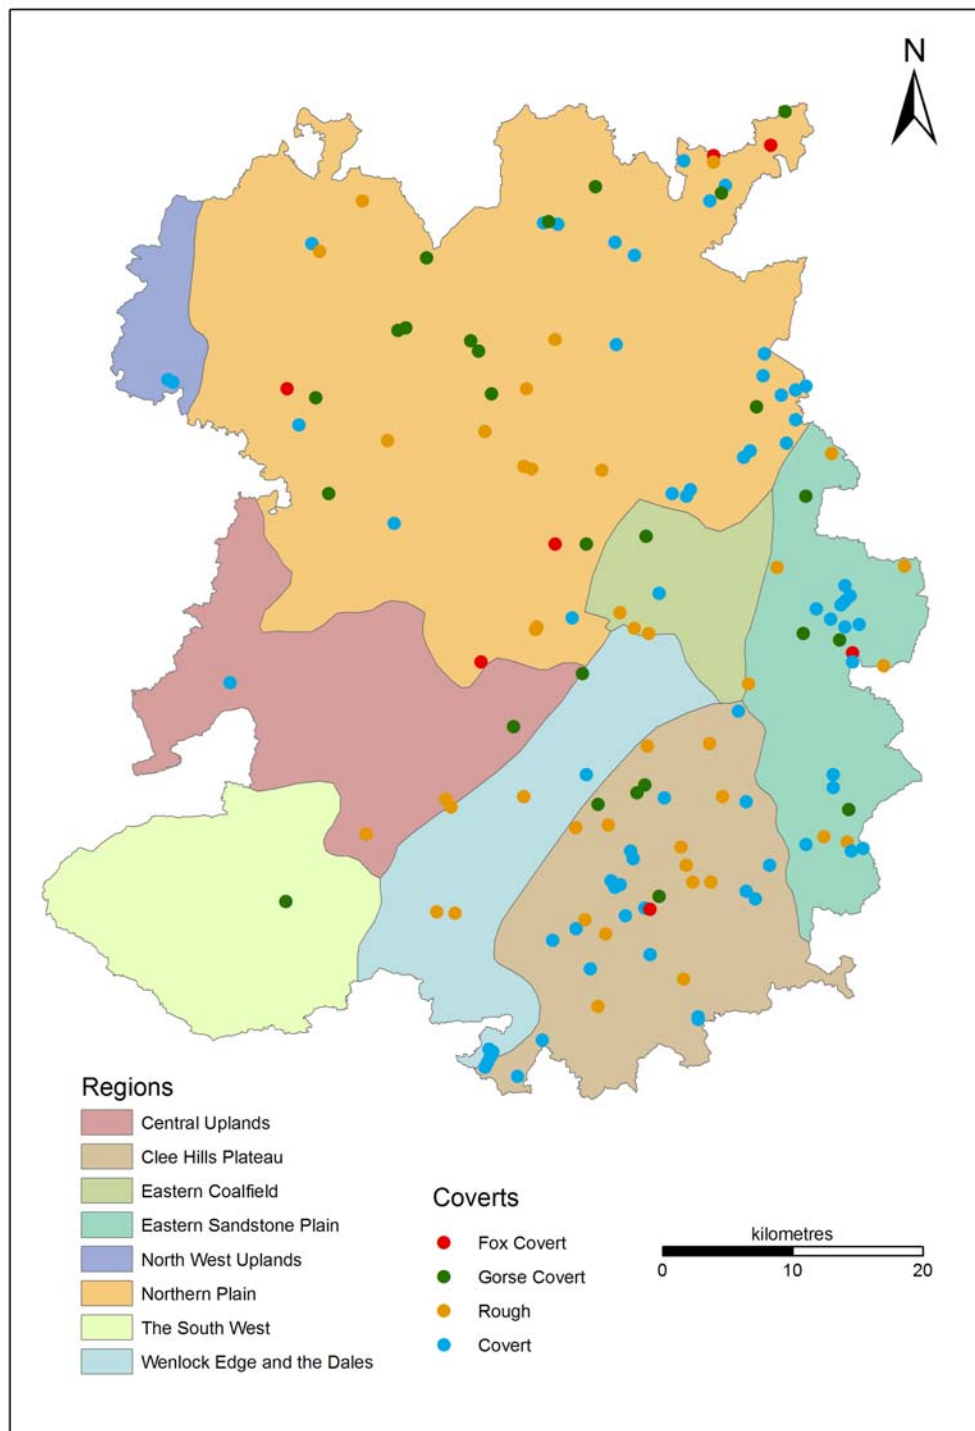 N
Regions
Central Uplands
Clee Hills Plateau
Eastern Coalfield
Eastern Sandstone Plain
North West Uplands
Northern Plain
The South West
Wenlock Edge and the Dales
Coverts
Fox Covert
Gorse Covert
Rough
Covert
kilometres
0 10 20